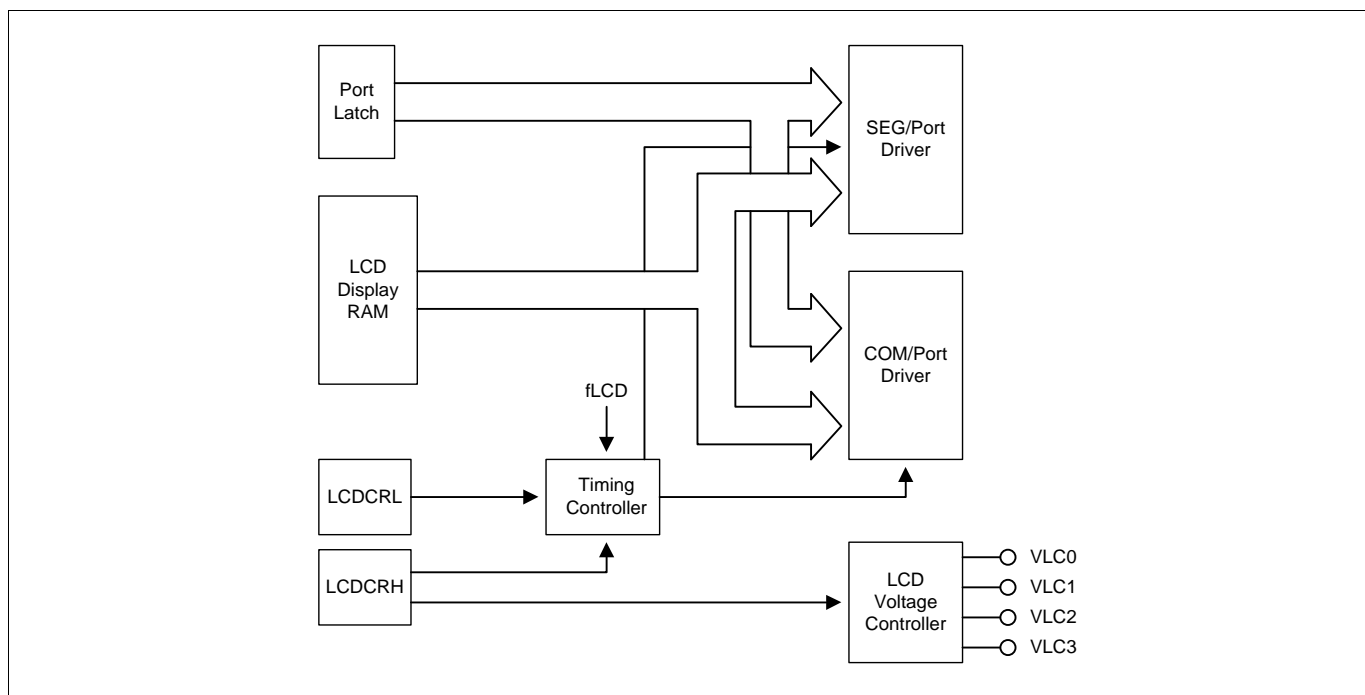 Port
Latch
SEG/Port
Driver
LCD
Display
RAM
COM/Port
Driver
fLCD
LCDCRL
Timing
Controller
LCDCRH
LCD
Voltage
Controller
VLC0
VLC1
VLC2
VLC3